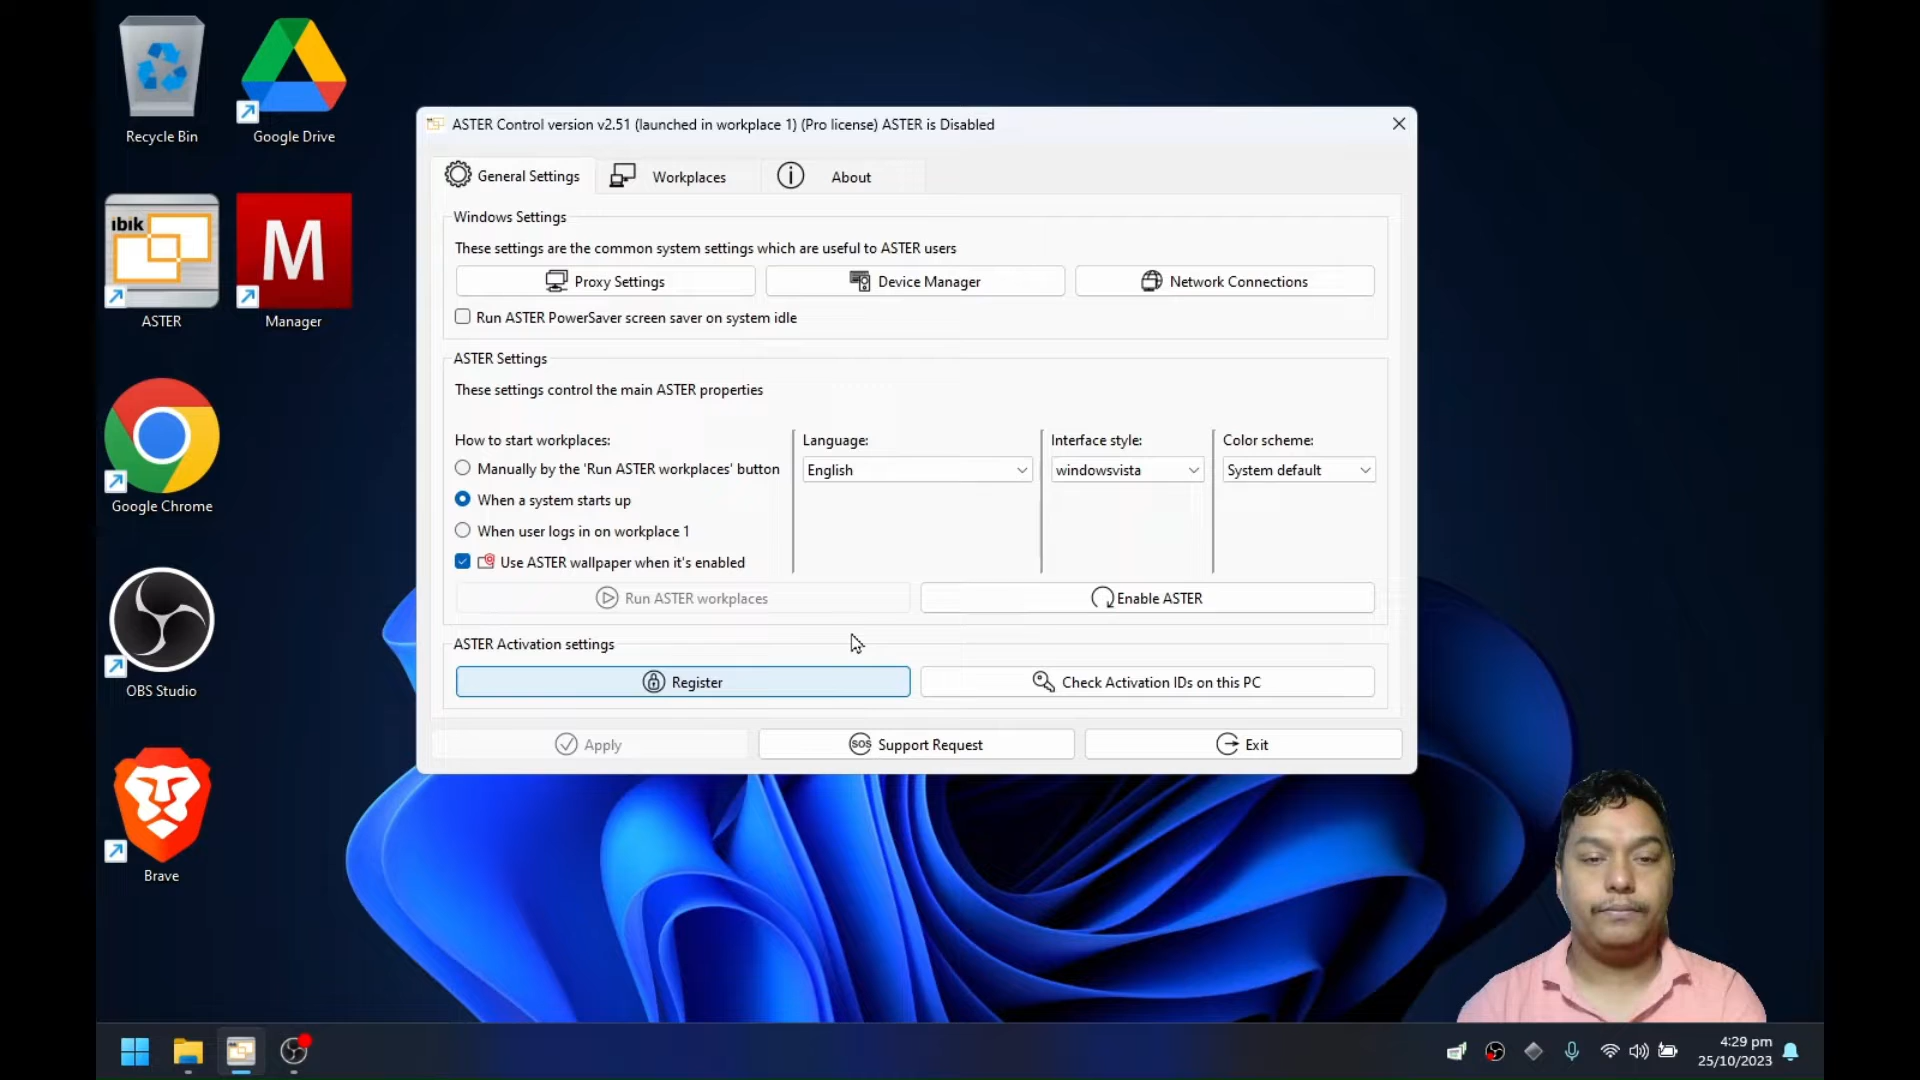 Recycle Bin
Google Drive
ibik
ASTER
M
Manager
Google Chrome
OBS Studio
Brave
ASTER Control version v2.51 (launched in workplace 1) (Pro license) ASTER is Disabled
General Settings
Workplaces
About
Windows Settings
These settings are the common system settings which are useful to ASTER users
Proxy Settings
Device Manager
Network Connections
Run ASTER PowerSaver screen saver on system idle
ASTER Settings
These settings control the main ASTER properties
How to start workplaces:
Manually by the 'Run ASTER workplaces' button
When a system starts up
When user logs in on workplace 1
Use ASTER wallpaper when it's enabled
Language:
English
Interface style:
windowsvista
Color scheme:
System default
Run ASTER workplaces
Enable ASTER
ASTER Activation settings
Register
Check Activation IDs on this PC
Apply
SOS Support Request
Exit
4:29 pm
25/10/2023